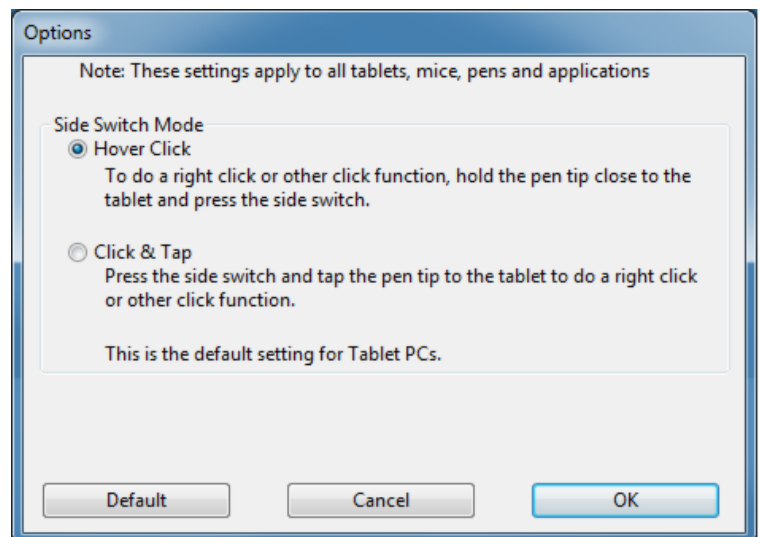 Options
Note: These settings apply to all tablets, mice, pens and applications
Side Switch Mode
Hover Click
To do a right click or other click function, hold the pen tip close to the
tablet and press the side switch.
Click & Tap
Press the side switch and tap the pen tip to the tablet to do a right click
or other click function.
This is the default setting for Tablet PCs.
Default
Cancel
OK